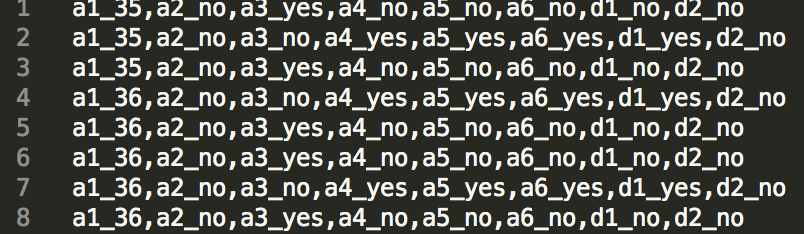 1 a1_35,a2_no,a3_yes,a4_no,a5_no,a6_no,d1_no,d2_no
2 a1_35,a2_no,a3_no,a4_yes,a5_yes,a6_yes,d1_yes,d2_no
3 a1_35,a2_no,a3_yes,a4_no,a5_no,a6_no,d1_no,d2_no
4 a1_36,a2_no,a3_no,a4_yes,a5_yes,a6_yes,d1_yes,d2_no
5 a1_36,a2_no,a3_yes,a4_no,a5_no,a6_no,d1_no,d2_no
6 a1_36,a2_no,a3_yes,a4_no,a5_no,a6_no,d1_no,d2_no
7 a1_36,a2_no,a3_no,a4_yes,a5_yes,a6_yes,d1_yes,d2_no
8 a1_36,a2_no,a3_yes,a4_no,a5_no,a6_no,d1_no,d2_no